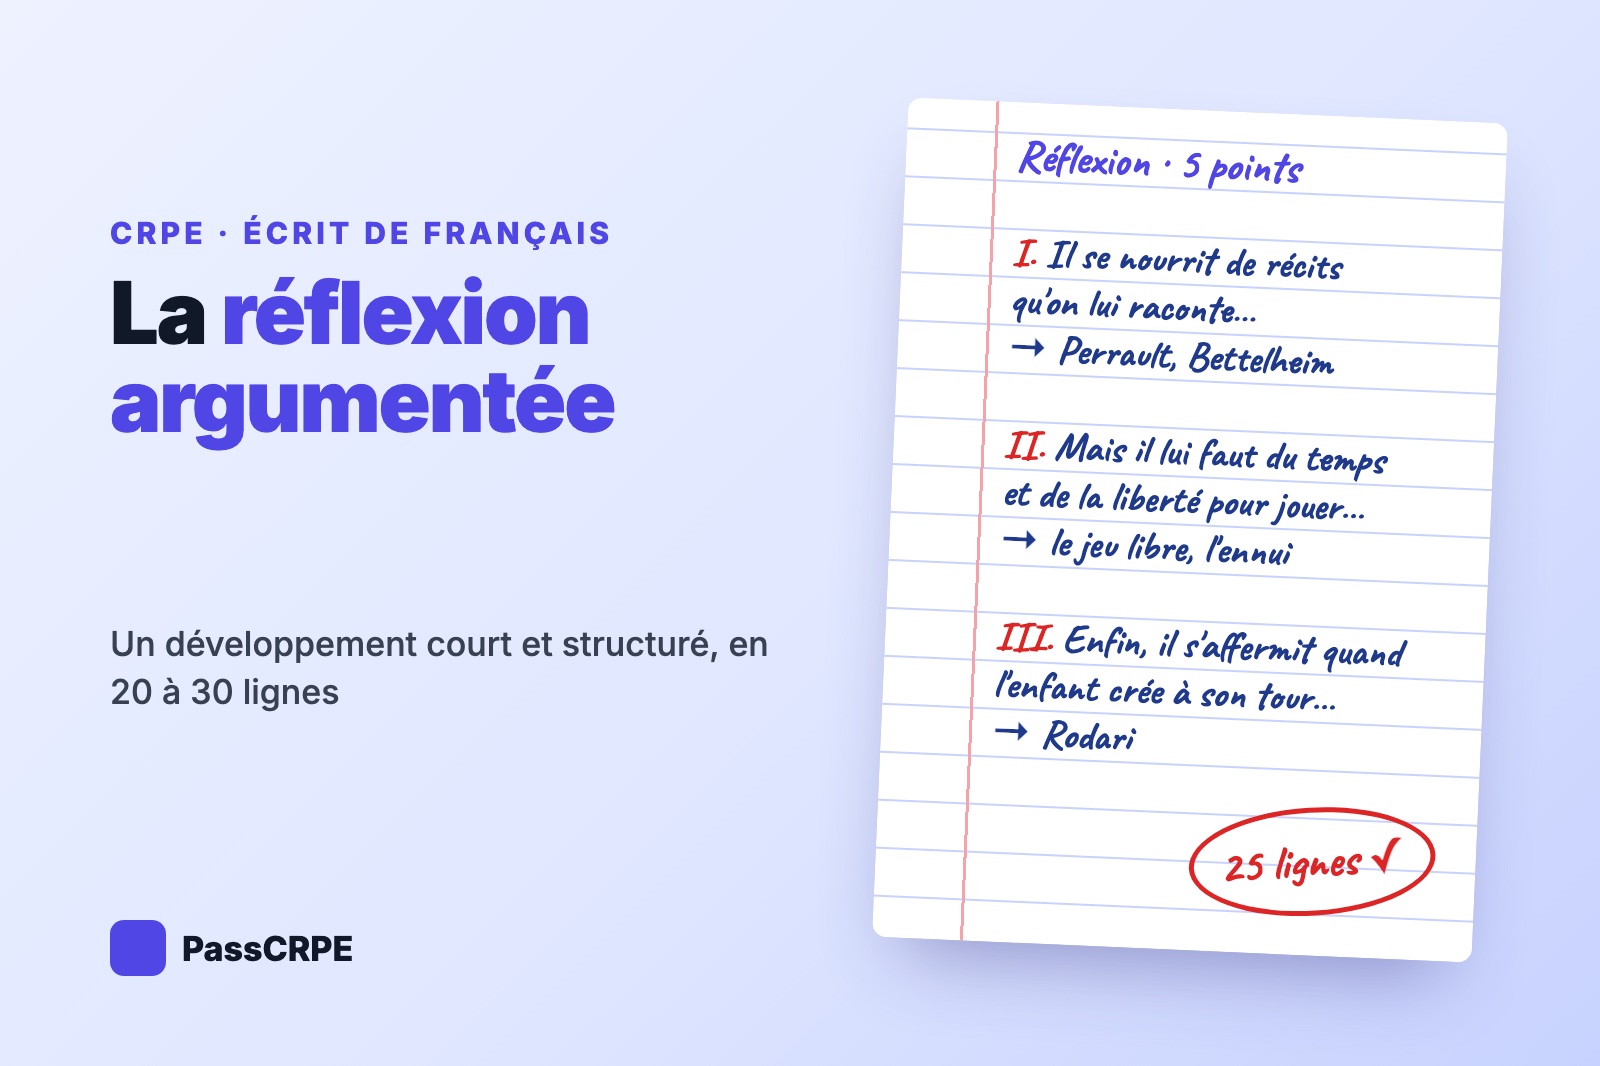 CRPE · ÉCRIT DE FRANÇAIS
La réflexion
argumentée
Un développement court et structuré, en
20 à 30 lignes
PassCRPE
Réflexion · 5 points
I. Il se nourrit de récits
qu'on lui raconte...
→ Perrault, Bettelheim
II. Mais il lui faut du temps
et de la liberté pour jouer...
→ le jeu libre, l'ennui
III. Enfin, il s'affermit quand
l'enfant crée à son tour...
→ Rodari
25 lignes ✓